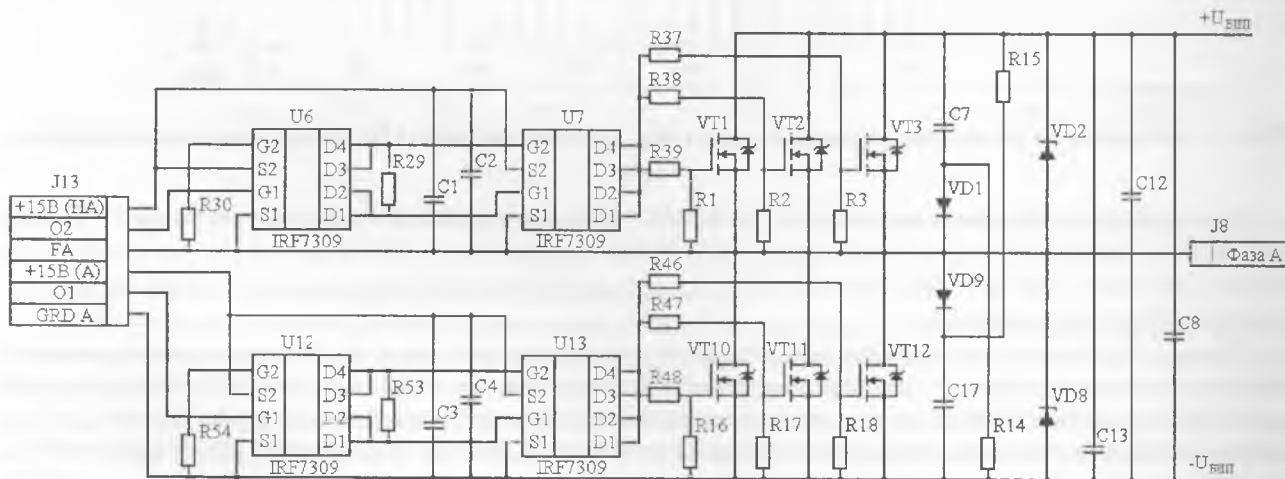 +U вип
R37
R38
R15
U6
U7
VT1
VT2
VT3
C7
VD2
G2
D4
R29
C2
G2
D4
S2
D3
S2
D3
R39
J13
G1
D2
C1
G1
D2
+15В (НА)
R30
S1
D1
S1
D1
R1
R2
R3
VD1
C12
O2
IRF7309
IRF7309
J8
FA
Фаза А
+15В (А)
R46
O1
R47
VD9
GRD A
U12
U13
VT10
VT11
VT12
C8
G2
D4
R53
C4
G2
D4
S2
D3
S2
D3
R48
C17
VD8
G1
D2
C3
G1
D2
R54
S1
D1
S1
D1
R16
R17
R18
R14
C13
IRF7309
IRF7309
-U вип